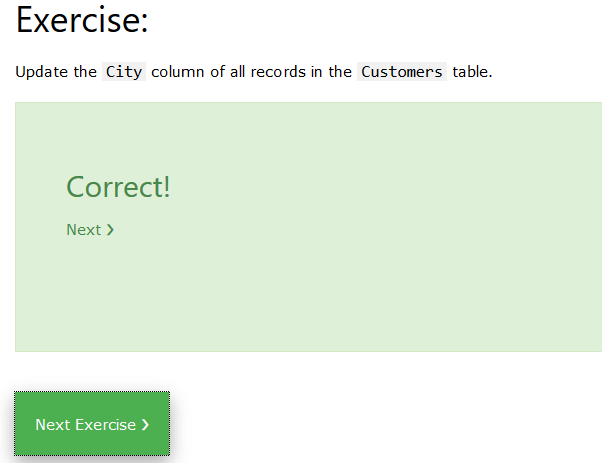 Exercise:
Update the City column of all records in the Customers table.
Correct!
Next ❯
Next Exercise ❯